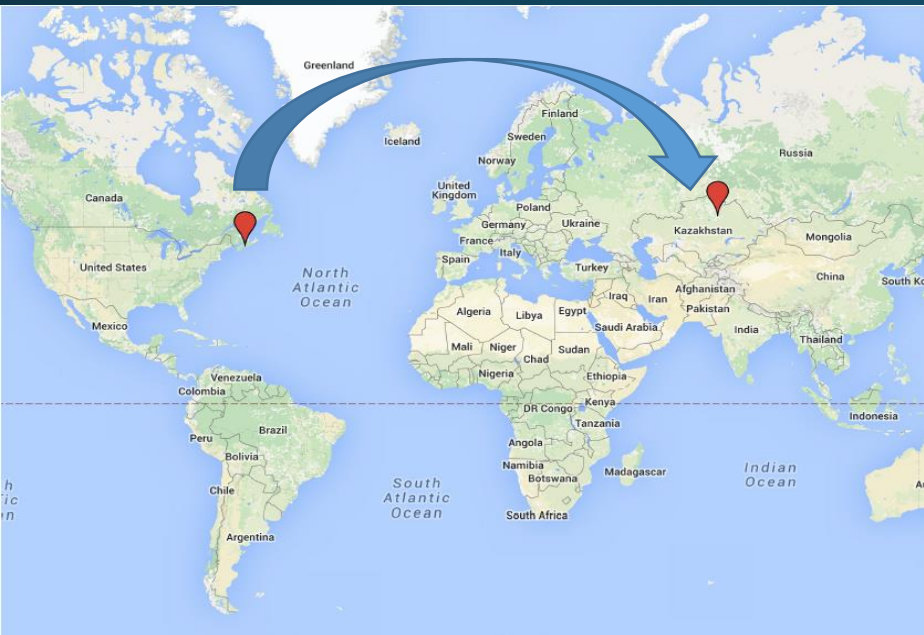 Greenland
Iceland
Finland
Sweden
Norway
Russia
Canada
United
Kingdom
Poland
Germany
Ukraine
France
Italy
Spain
Kazakhstan
Mongolia
United States
North
Atlantic
Ocean
Turkey
China
South Ko
Afghanistan
Iraq
Iran
Pakistan
Algeria
Libya
Egypt
Saudi Arabia
India
Mexico
Thailand
Mali
Niger
Chad
Sudan
Nigeria
Ethiopia
Venezuela
Colombia
Kenya
DR Congo
Indonesia
Tanzania
Brazil
Peru
Angola
Bolivia
Namibia
Botswana
Madagascar
Indian
Ocean
Chile
South
Atlantic
Ocean
h
ic
n
A
South Africa
Argentina